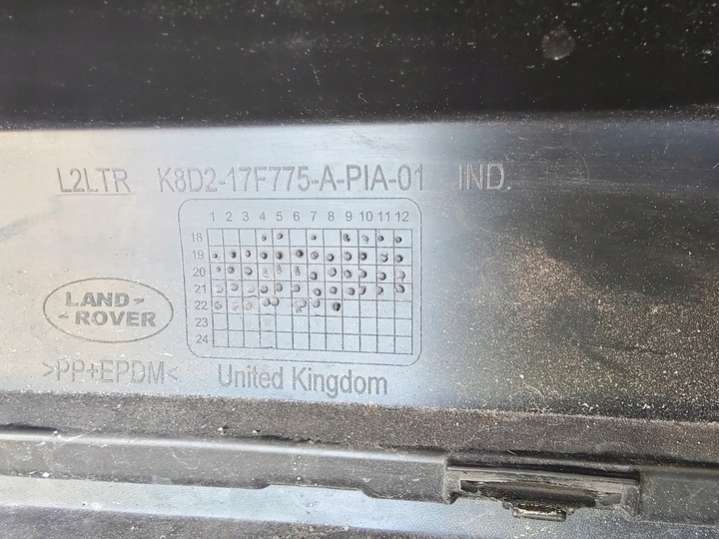 L2LTR K8D2-17F775-A-PIA-01 IND.
1 2 3 4 5 6 7 8 9 10 11 12
18
19
20
21
22
23
24
LAND-
-ROVER
>PP+EPDM<
United Kingdom